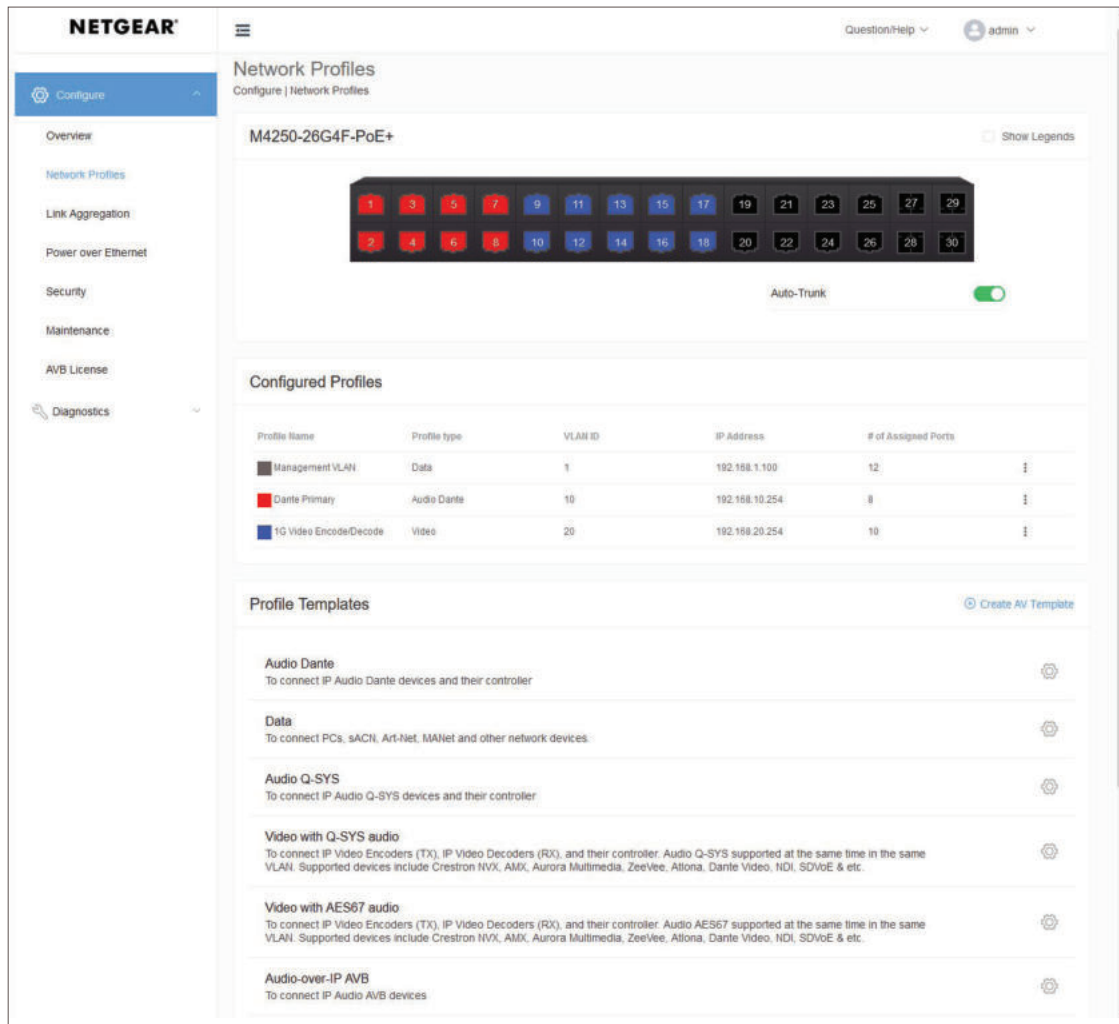 NETGEAR®
Question/Help
admin
Network Profiles
Configure | Network Profiles
Configure
Overview
Network Profiles
Link Aggregation
Power over Ethernet
Security
Maintenance
AVB License
Diagnostics
M4250-26G4F-PoE+
Show Legends
1 3 5 7 9 11 13 15 17 19 21 23 25 27 29
2 4 6 8 10 12 14 16 18 20 22 24 26 28 30
Auto-Trunk
Configured Profiles
Profile Name Profile type VLAN ID IP Address # of Assigned Ports
Management VLAN Data 1 192.168.1.100 12
Dante Primary Audio Dante 10 192.168.10.254 8
1G Video Encode/Decode Video 20 192.168.20.254 10
Profile Templates
Create AV Template
Audio Dante
To connect IP Audio Dante devices and their controller
Data
To connect PCs, sACN, Art-Net, MANet and other network devices.
Audio Q-SYS
To connect IP Audio Q-SYS devices and their controller
Video with Q-SYS audio
To connect IP Video Encoders (TX), IP Video Decoders (RX), and their controller. Audio Q-SYS supported at the same time in the same
VLAN. Supported devices include Crestron NVX, AMX, Aurora Multimedia, ZeeVee, Atlona, Dante Video, NDI, SDVoE & etc.
Video with AES67 audio
To connect IP Video Encoders (TX), IP Video Decoders (RX), and their controller. Audio AES67 supported at the same time in the same
VLAN. Supported devices include Crestron NVX, AMX, Aurora Multimedia, ZeeVee, Atlona, Dante Video, NDI, SDVoE & etc.
Audio-over-IP AVB
To connect IP Audio AVB devices